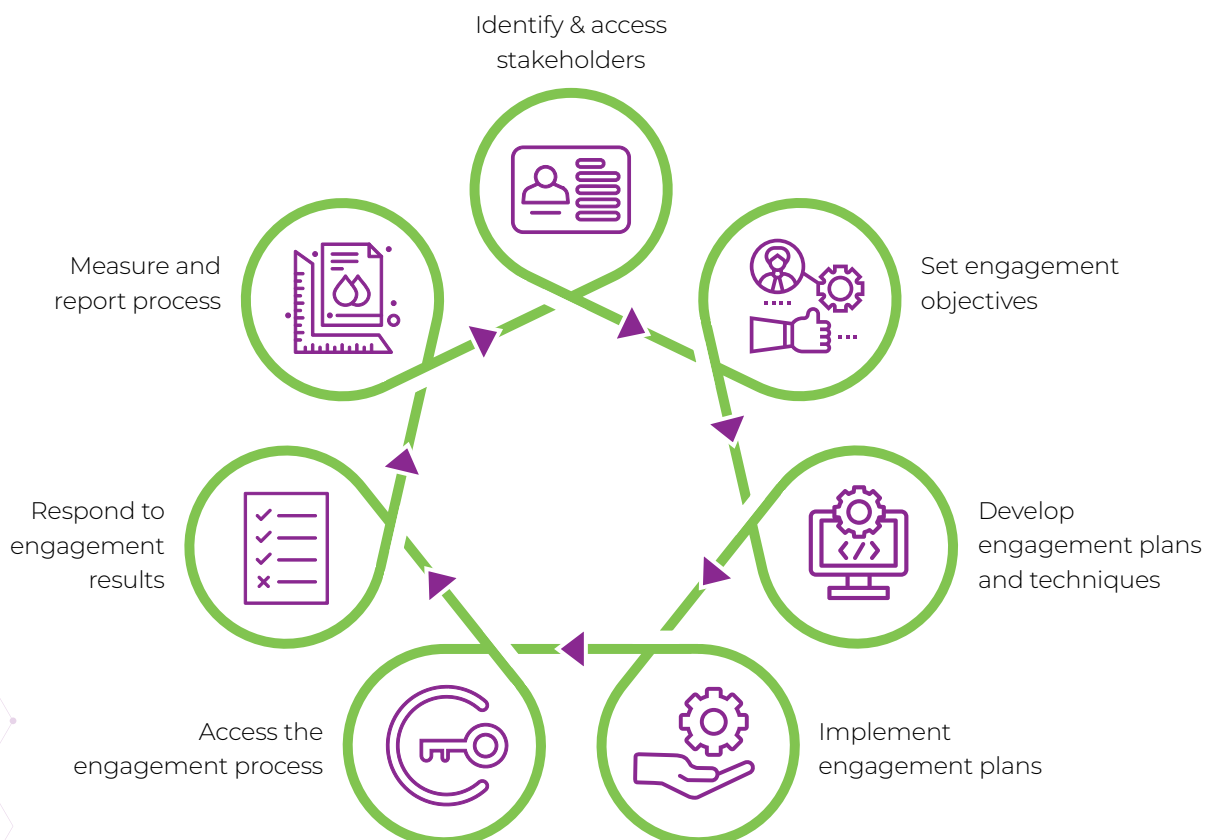 Identify & access
stakeholders
Set engagement
objectives
Develop
engagement plans
and techniques
Implement
engagement plans
Access the
engagement process
Respond to
engagement
results
Measure and
report process